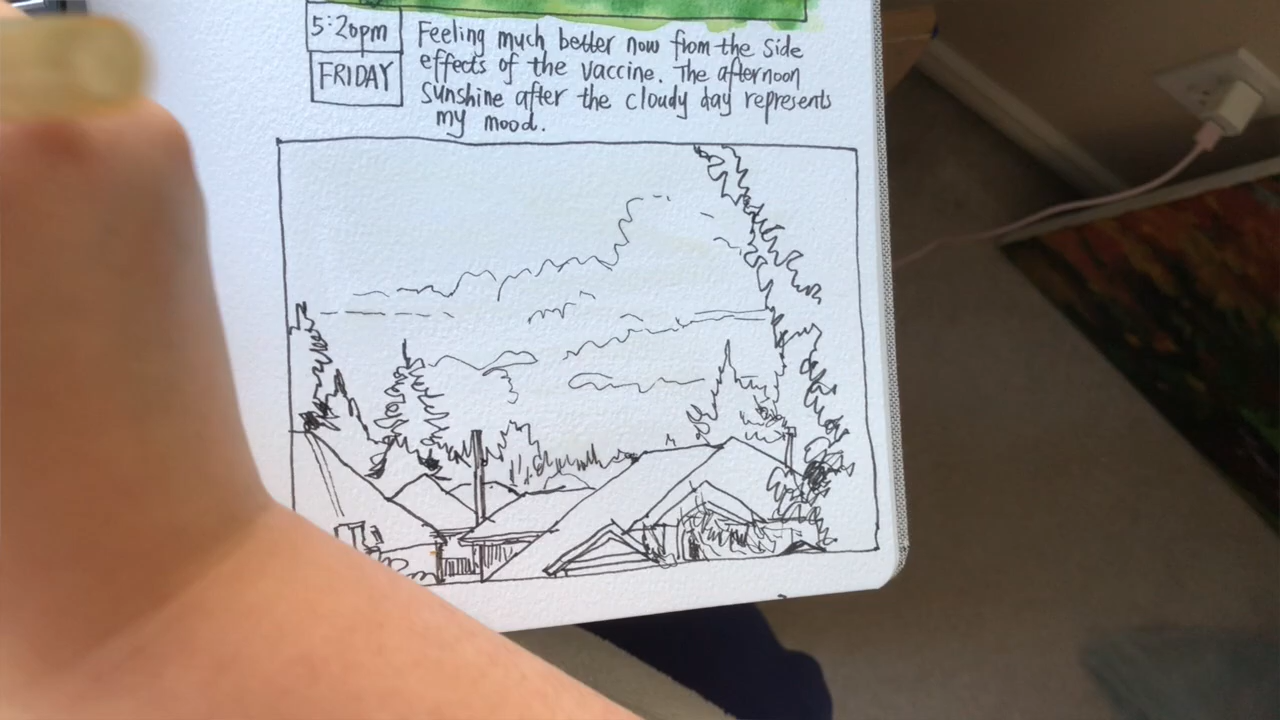 5:20pm
FRIDAY
Feeling much better now from the side
effects of the vaccine. The afternoon
sunshine after the cloudy day represents
my mood.